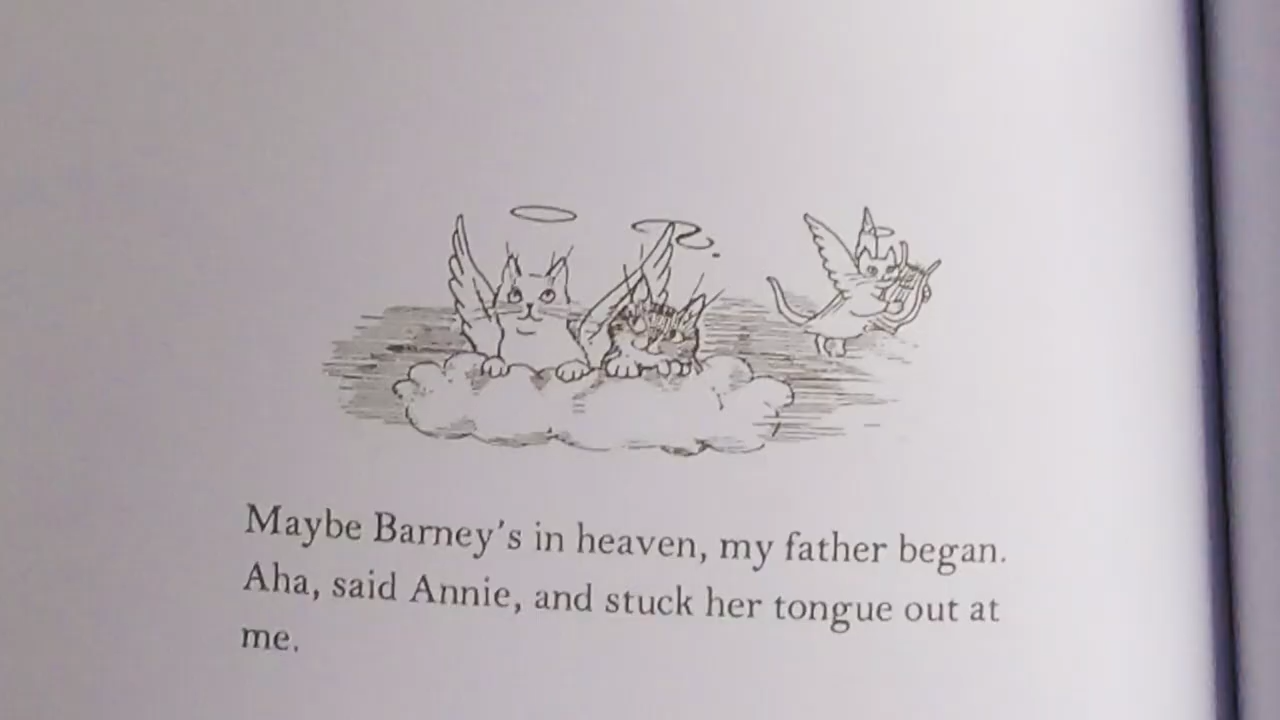 Maybe Barney's in heaven, my father began.
Aha, said Annie, and stuck her tongue out at
me.